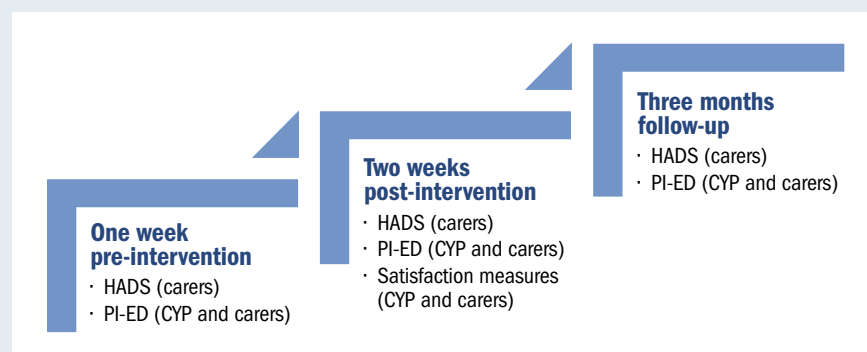 One week
pre-intervention
· HADS (carers)
· PI-ED (CYP and carers)
Two weeks
post-intervention
· HADS (carers)
· PI-ED (CYP and carers)
· Satisfaction measures
(CYP and carers)
Three months
follow-up
· HADS (carers)
· PI-ED (CYP and carers)